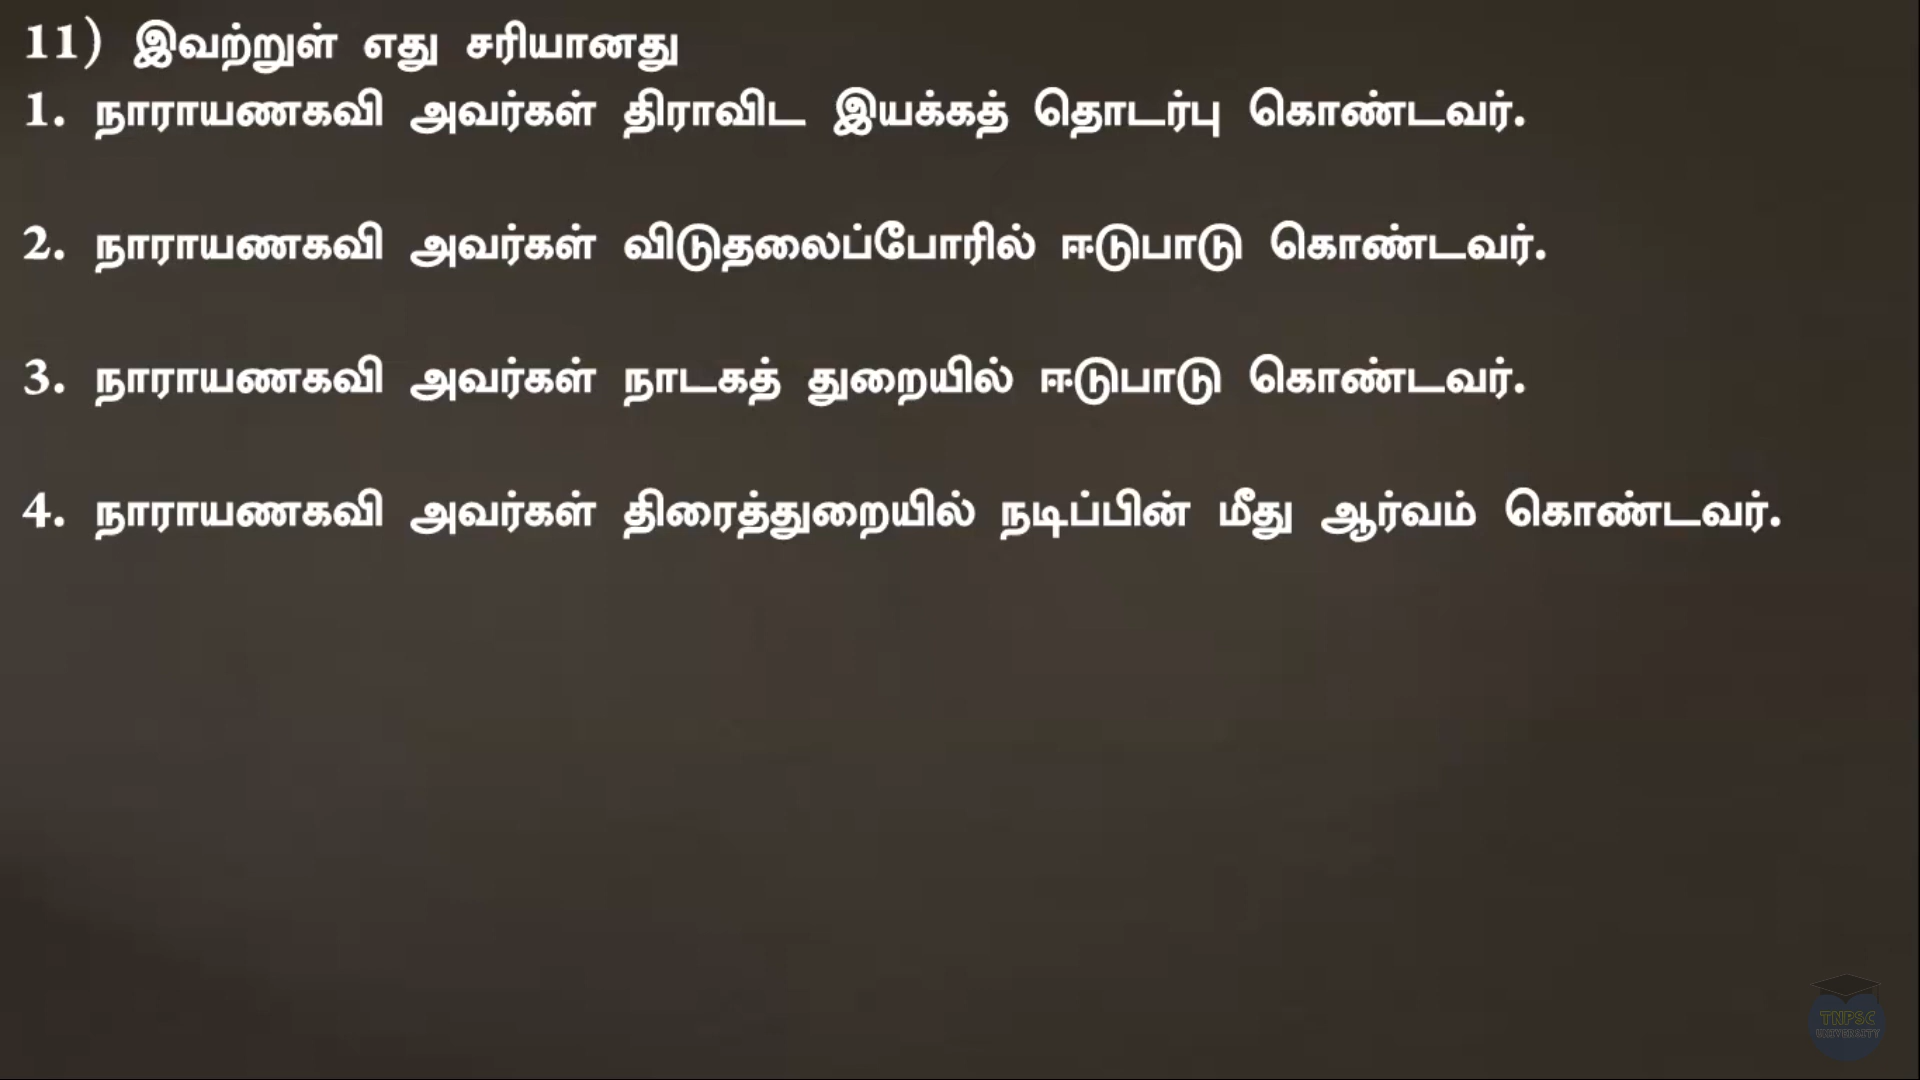 11) இவற்றுள் எது சரியானது
1. நாராயணகவி அவர்கள் திராவிட இயக்கத் தொடர்பு கொண்டவர்.
2. நாராயணகவி அவர்கள் விடுதலைப்போரில் ஈடுபாடு கொண்டவர்.
3. நாராயணகவி அவர்கள் நாடகத் துறையில் ஈடுபாடு கொண்டவர்.
4. நாராயணகவி அவர்கள் திரைத்துறையில் நடிப்பின் மீது ஆர்வம் கொண்டவர்.
TNPSC
UNIVERSITY